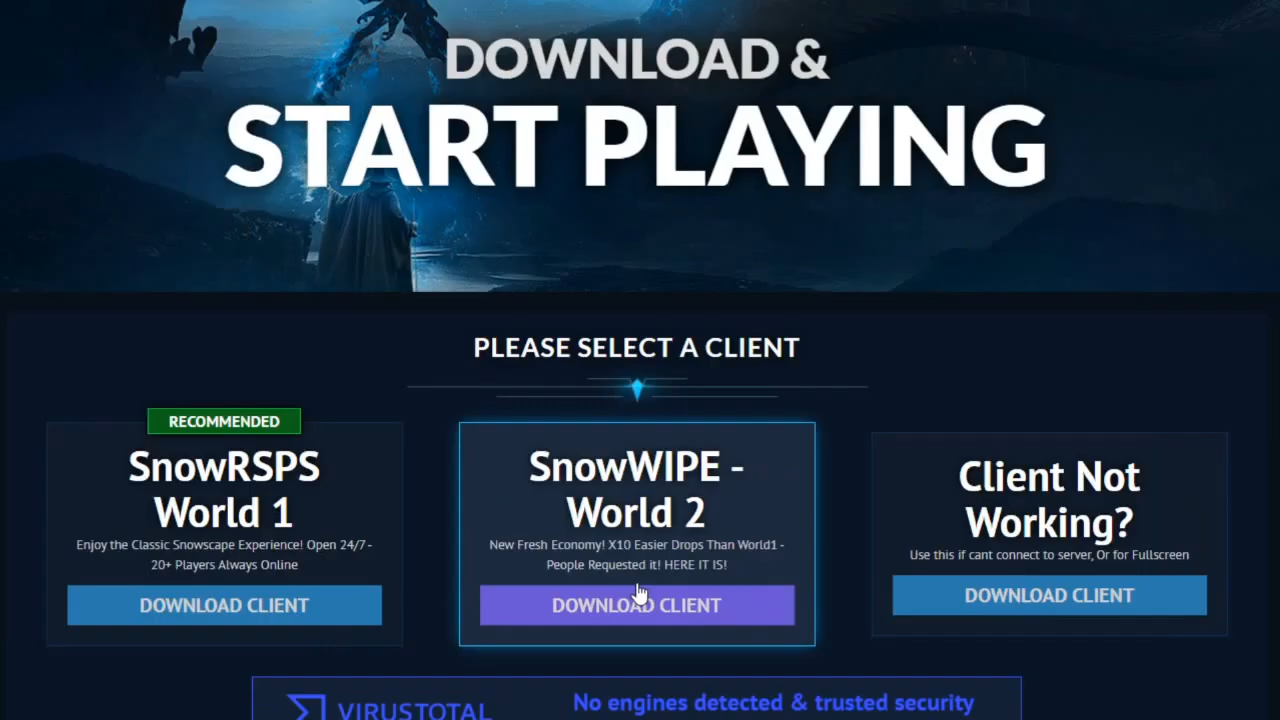 DOWNLOAD &
START PLAYING
PLEASE SELECT A CLIENT
RECOMMENDED
SnowRSPS
World 1
Enjoy the Classic Snowscape Experience! Open 24/7 -
20+ Players Always Online
DOWNLOAD CLIENT
SnowWIPE -
World 2
New Fresh Economy! X10 Easier Drops Than World1 -
People Requested it! HERE IT IS!
DOWNLOAD CLIENT
Client Not
Working?
Use this if cant connect to server, Or for Fullscreen
DOWNLOAD CLIENT
VIRUSTOTAL
No engines detected & trusted security